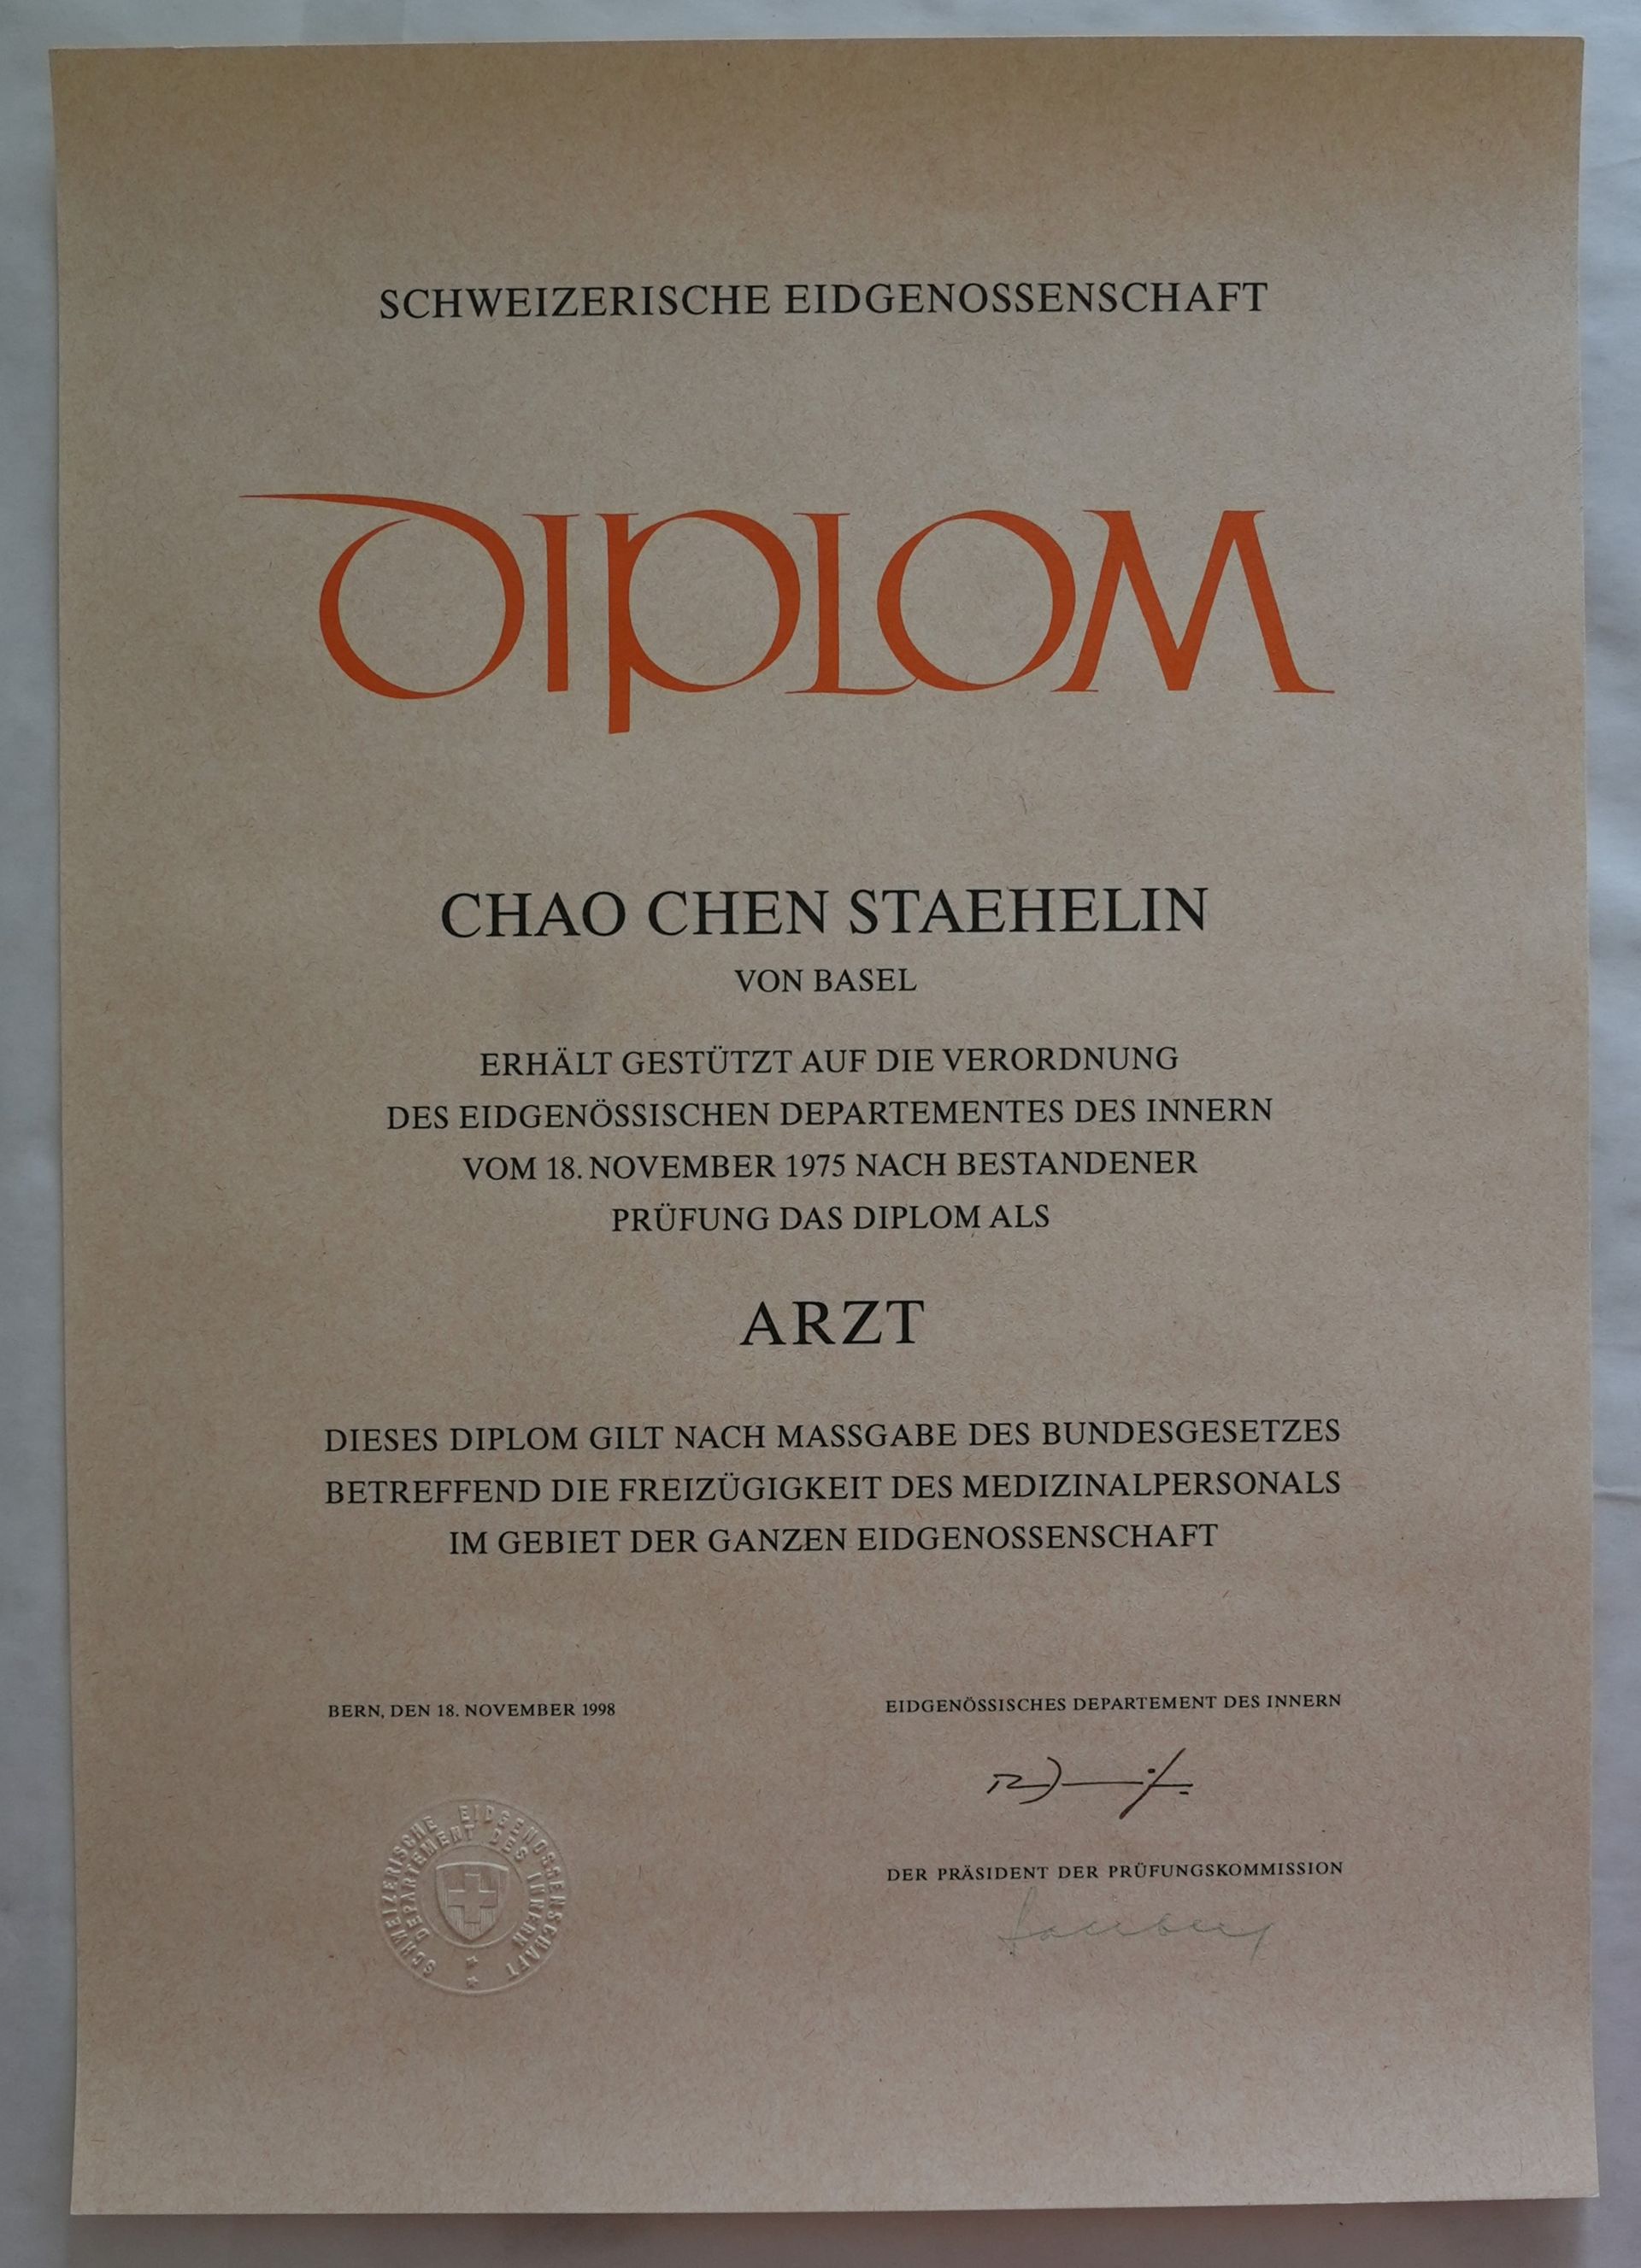 SCHWEIZERISCHE EIDGENOSSENSCHAFT
DIPLOM
CHAO CHEN STAEHELIN
VON BASEL
ERHÄLT GESTÜTZT AUF DIE VERORDNUNG
DES EIDGENÖSSISCHEN DEPARTEMENTES DES INNERN
VOM 18. NOVEMBER 1975 NACH BESTANDENER
PRÜFUNG DAS DIPLOM ALS
ARZT
DIESES DIPLOM GILT NACH MASSGABE DES BUNDESGESETZES
BETREFFEND DIE FREIZÜGIGKEIT DES MEDIZINALPERSONALS
IM GEBIET DER GANZEN EIDGENOSSENSCHAFT
BERN, DEN 18. NOVEMBER 1998
EIDGENÖSSISCHES DEPARTEMENT DES INNERN
DER PRÄSIDENT DER PRÜFUNGSKOMMISSION
SCHWEIZERISCHE EIDGENOSSENSCHAFT
DEPARTEMENT DES INNERN